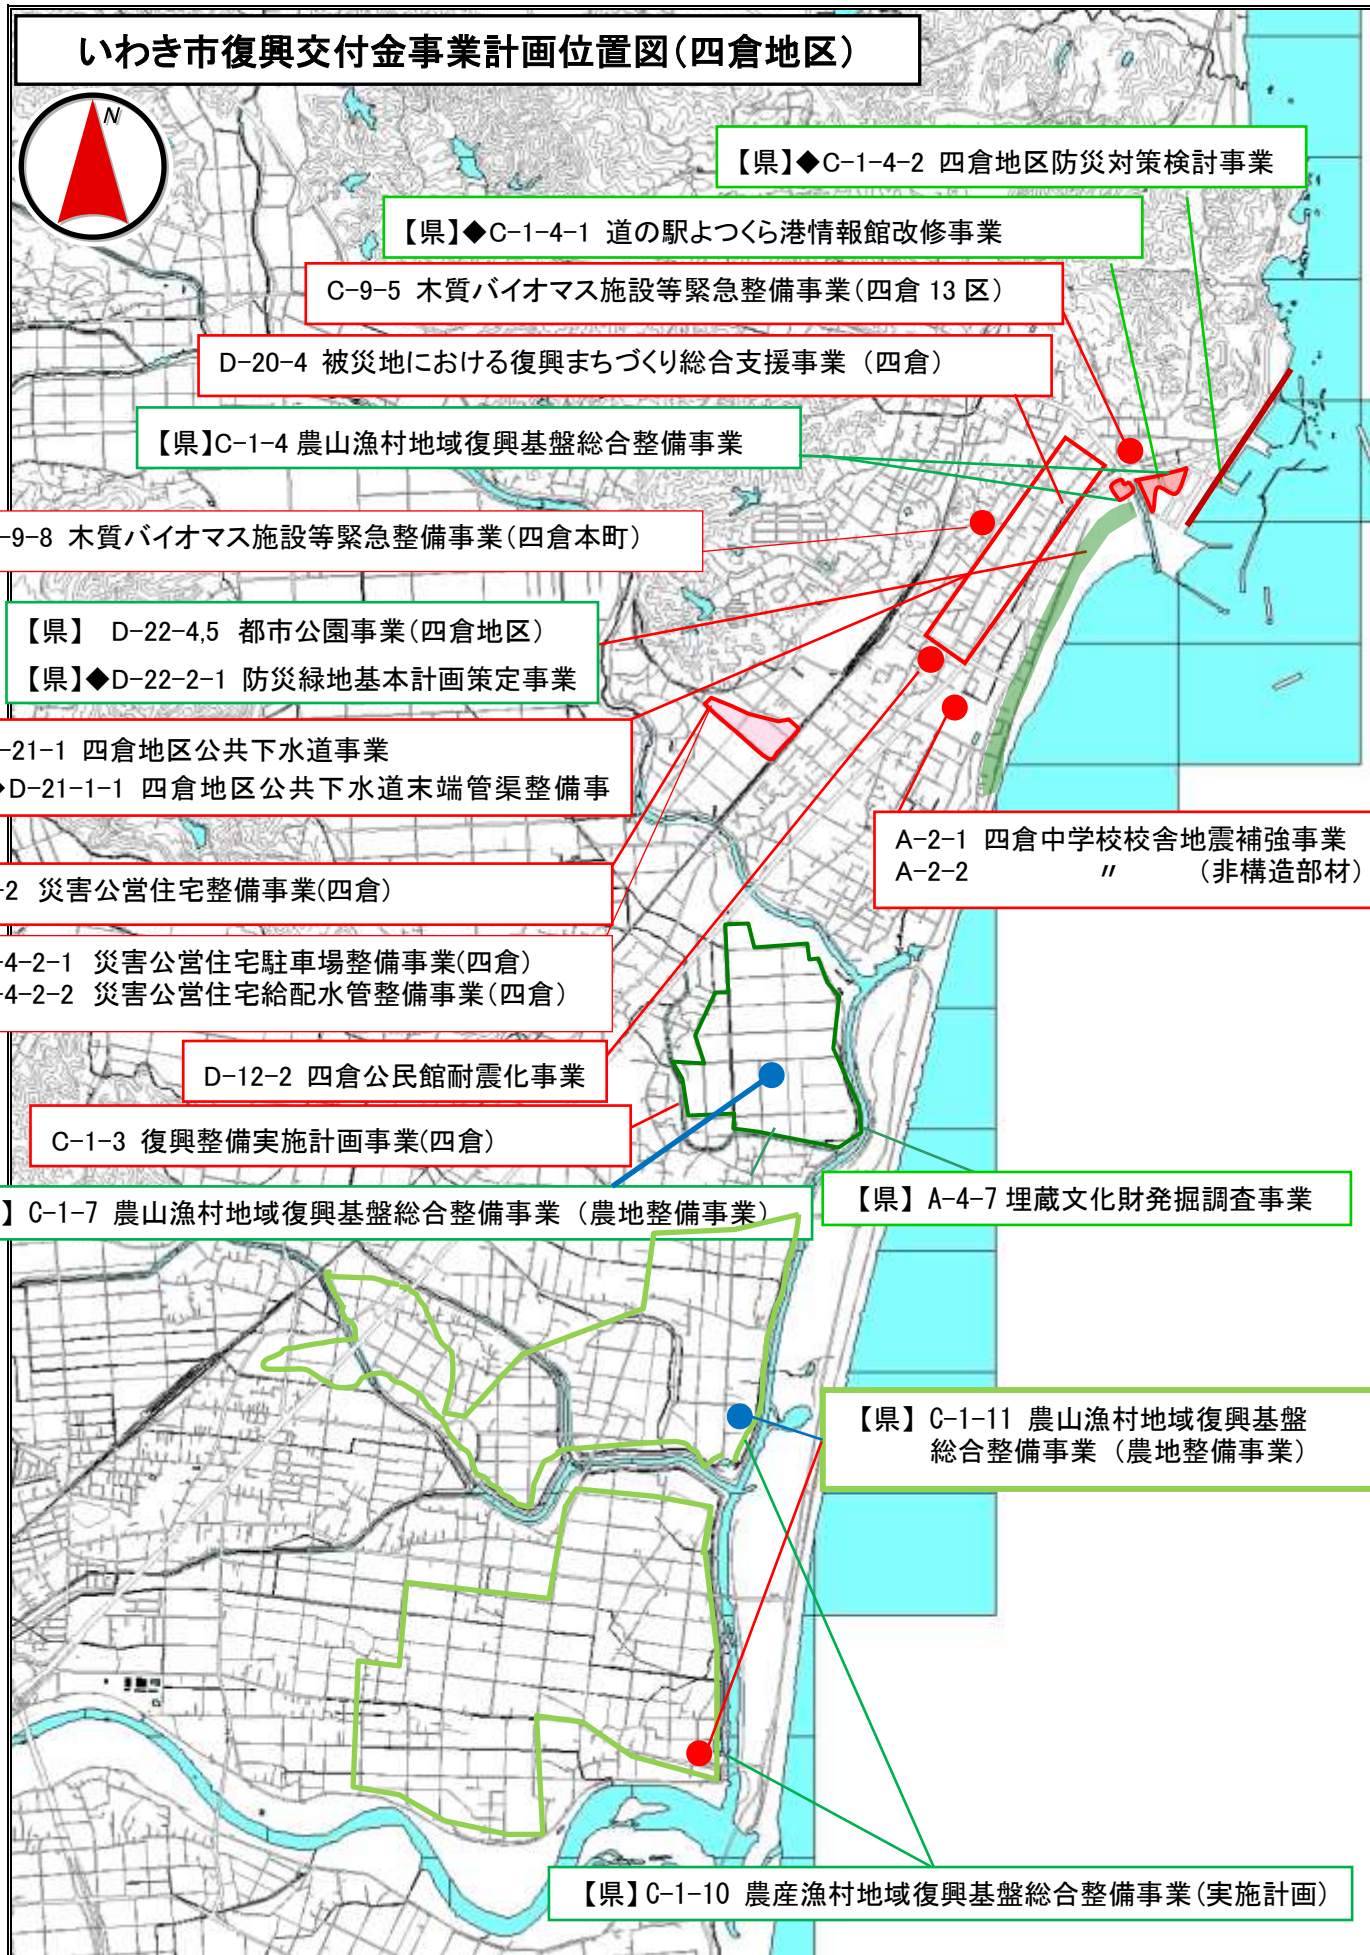 いわき市復興交付金事業計画位置図(四倉地区)
N
【県】◆C-1-4-2 四倉地区防災対策検討事業
【県】◆C-1-4-1 道の駅よつくら港情報館改修事業
C-9-5 木質バイオマス施設等緊急整備事業(四倉 13 区)
D-20-4 被災地における復興まちづくり総合支援事業 (四倉)
【県】C-1-4 農山漁村地域復興基盤総合整備事業
-9-8 木質バイオマス施設等緊急整備事業(四倉本町)
【県】 D-22-4,5 都市公園事業(四倉地区)
【県】◆D-22-2-1 防災緑地基本計画策定事業
-21-1 四倉地区公共下水道事業
◆D-21-1-1 四倉地区公共下水道末端管渠整備事
A-2-1 四倉中学校校舎地震補強事業
A-2-2 〃 (非構造部材)
-2 災害公営住宅整備事業(四倉)
-4-2-1 災害公営住宅駐車場整備事業(四倉)
-4-2-2 災害公営住宅給配水管整備事業(四倉)
D-12-2 四倉公民館耐震化事業
C-1-3 復興整備実施計画事業(四倉)
】 C-1-7 農山漁村地域復興基盤総合整備事業 (農地整備事業)
【県】 A-4-7 埋蔵文化財発掘調査事業
【県】 C-1-11 農山漁村地域復興基盤
総合整備事業 (農地整備事業)
【県】 C-1-10 農産漁村地域復興基盤総合整備事業(実施計画)